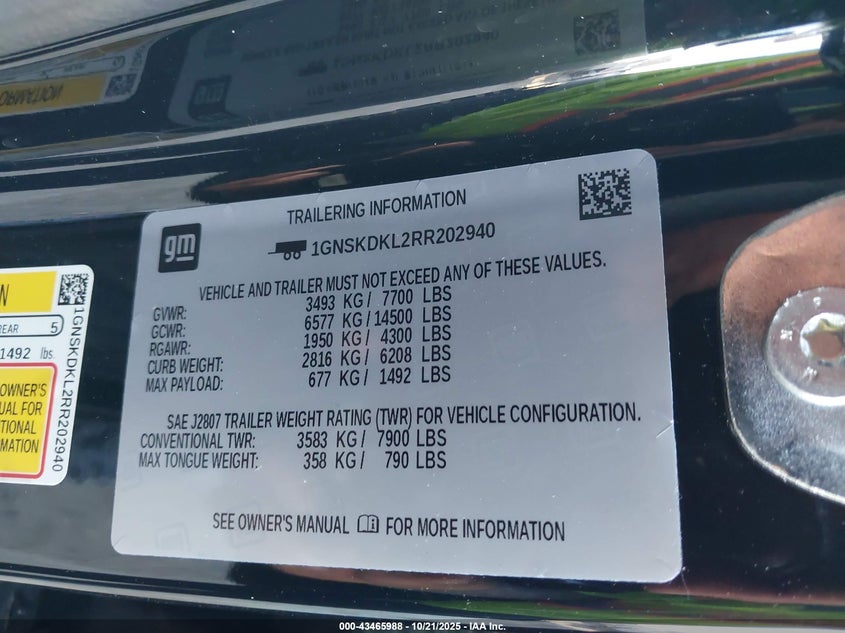 TRAILERING INFORMATION
gm
1GNSKDKL2RR202940
VEHICLE AND TRAILER MUST NOT EXCEED ANY OF THESE VALUES.
GVWR: 3493 KG / 7700 LBS
GCWR: 6577 KG / 14500 LBS
RGAWR: 1950 KG / 4300 LBS
CURB WEIGHT: 2816 KG / 6208 LBS
MAX PAYLOAD: 677 KG / 1492 LBS
SAE J2807 TRAILER WEIGHT RATING (TWR) FOR VEHICLE CONFIGURATION.
CONVENTIONAL TWR: 3583 KG / 7900 LBS
MAX TONGUE WEIGHT: 358 KG / 790 LBS
SEE OWNER'S MANUAL FOR MORE INFORMATION
N
REAR 5
1492 lbs.
OWNER'S
UAL FOR
TIONAL
RMATION
1GNSKDKL2RR202940
000-43465988 - 10/21/2025 - IAA Inc.